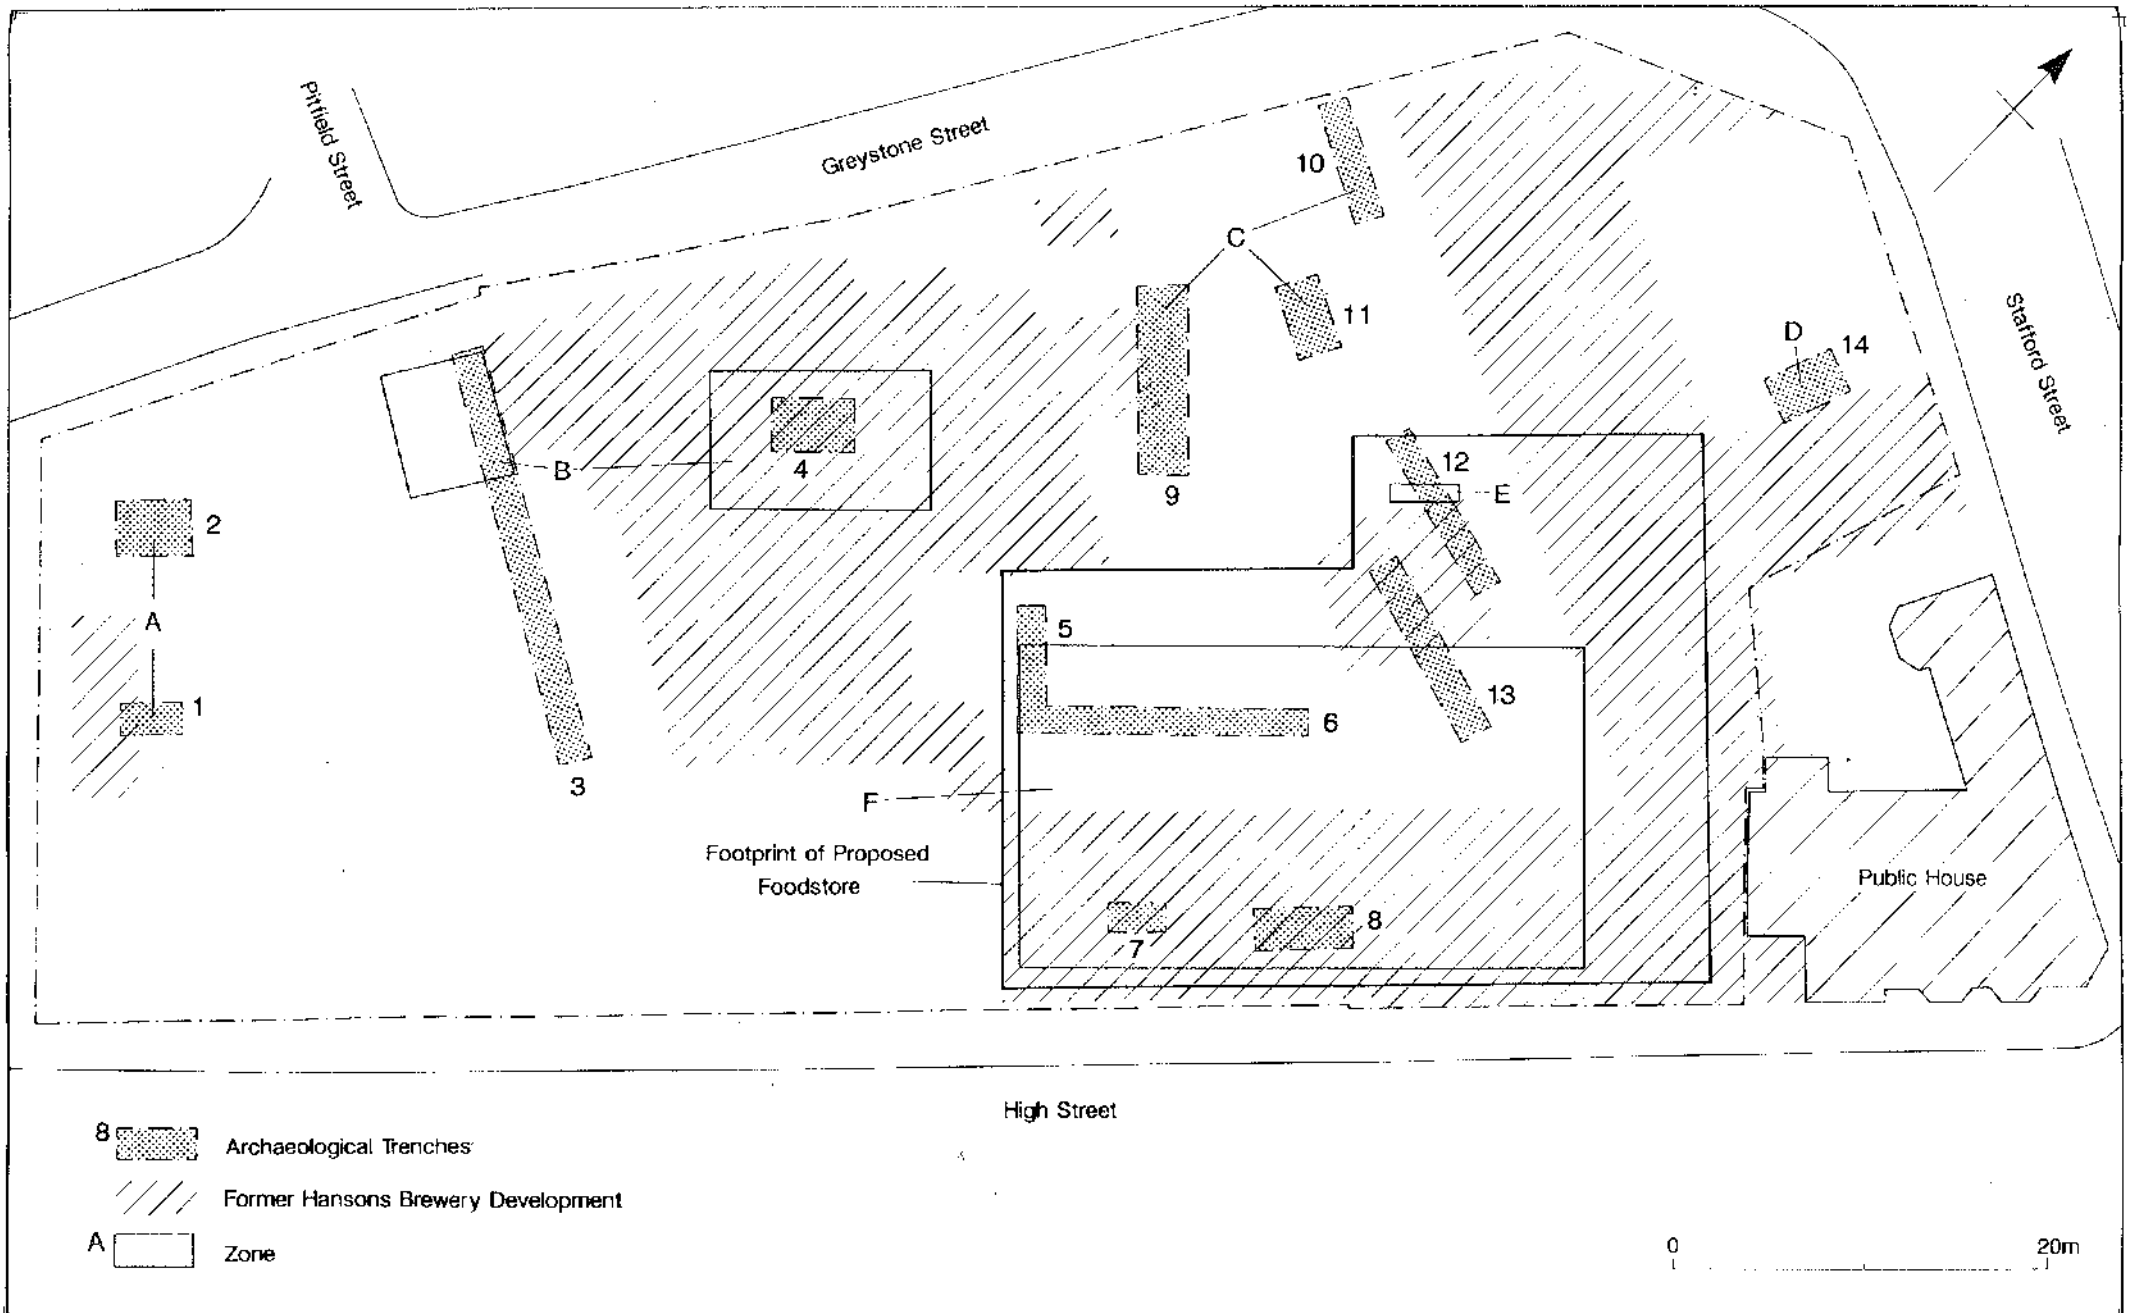 Pitfield Street
Greystone Street
Stafford Street
10
C
11
D
14
B
4
9
12
E
2
A
1
3
5
6
13
F
Footprint of Proposed
Foodstore
7
8
Public House
High Street
8 Archaeological Trenches
Former Hansons Brewery Development
A Zone
0 20m